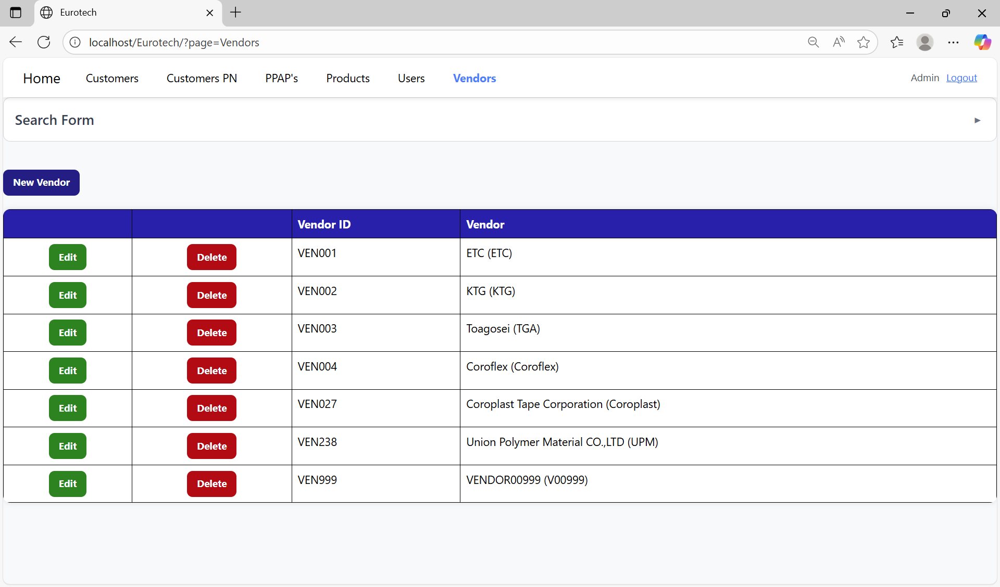 Eurotech
localhost/Eurotech/?page=Vendors
Home Customers Customers PN PPAP's Products Users Vendors Admin Logout
Search Form
New Vendor
Vendor ID Vendor
Edit Delete VEN001 ETC (ETC)
Edit Delete VEN002 KTG (KTG)
Edit Delete VEN003 Toagosei (TGA)
Edit Delete VEN004 Coroflex (Coroflex)
Edit Delete VEN027 Coroplast Tape Corporation (Coroplast)
Edit Delete VEN238 Union Polymer Material CO.,LTD (UPM)
Edit Delete VEN999 VENDOR00999 (V00999)